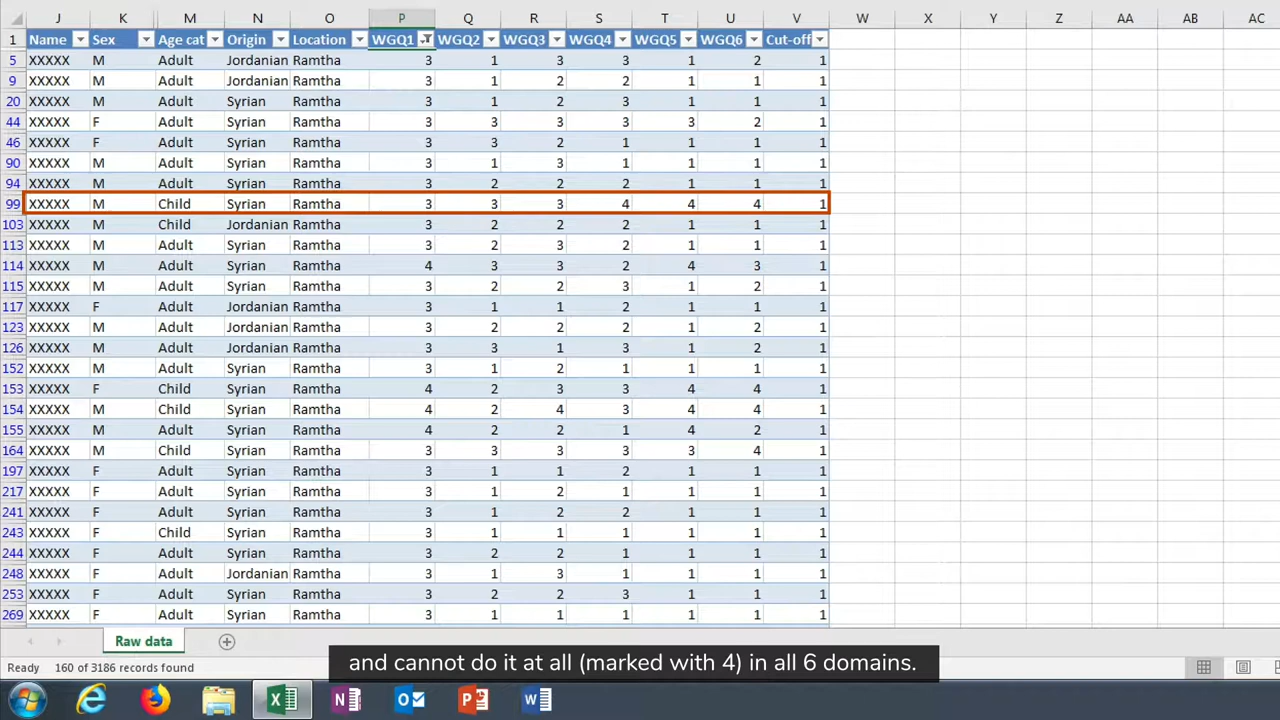 J K M N O P Q R S T U V W X Y Z AA AB AC
1 Name Sex Age cat Origin Location WGQ1 WGQ2 WGQ3 WGQ4 WGQ5 WGQ6 Cut-off
5 XXXXX M Adult Jordanian Ramtha 3 1 3 3 1 2 1
9 XXXXX M Adult Jordanian Ramtha 3 1 2 2 1 1 1
20 XXXXX M Adult Syrian Ramtha 3 1 2 3 1 1 1
44 XXXXX F Adult Syrian Ramtha 3 3 3 3 3 2 1
46 XXXXX F Adult Syrian Ramtha 3 3 2 1 1 1 1
90 XXXXX M Adult Syrian Ramtha 3 1 3 1 1 1 1
94 XXXXX M Adult Syrian Ramtha 3 2 2 2 1 1 1
99 XXXXX M Child Syrian Ramtha 3 3 3 4 4 4 1
103 XXXXX M Child Jordanian Ramtha 3 2 2 2 1 1 1
113 XXXXX M Adult Syrian Ramtha 3 2 3 2 1 1 1
114 XXXXX M Adult Syrian Ramtha 4 3 3 2 4 3 1
115 XXXXX M Adult Syrian Ramtha 3 2 2 3 1 2 1
117 XXXXX F Adult Jordanian Ramtha 3 1 1 2 1 1 1
123 XXXXX M Adult Jordanian Ramtha 3 2 2 2 1 2 1
126 XXXXX M Adult Jordanian Ramtha 3 3 1 3 1 2 1
152 XXXXX M Adult Syrian Ramtha 3 1 2 1 1 1 1
153 XXXXX F Child Syrian Ramtha 4 2 3 3 4 4 1
154 XXXXX M Child Syrian Ramtha 4 2 4 3 4 4 1
155 XXXXX M Adult Syrian Ramtha 4 2 2 1 4 2 1
164 XXXXX M Child Syrian Ramtha 3 3 3 3 3 4 1
197 XXXXX F Adult Syrian Ramtha 3 1 1 2 1 1 1
217 XXXXX F Adult Syrian Ramtha 3 1 2 1 1 1 1
241 XXXXX F Adult Syrian Ramtha 3 1 2 2 1 1 1
243 XXXXX F Child Syrian Ramtha 3 1 1 1 1 1 1
244 XXXXX F Adult Syrian Ramtha 3 2 2 1 1 1 1
248 XXXXX F Adult Jordanian Ramtha 3 1 3 1 1 1 1
253 XXXXX F Adult Syrian Ramtha 3 2 2 3 1 1 1
269 XXXXX F Adult Syrian Ramtha 3 1 1 1 1 1 1
Raw data
Ready 160 of 3186 records found
and cannot do it at all (marked with 4) in all 6 domains.